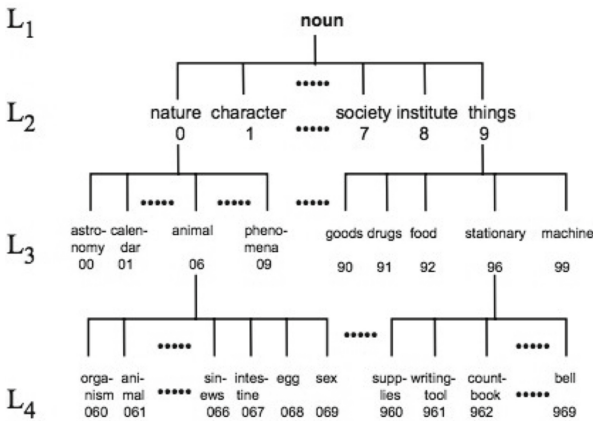 L1 noun
.....
L2 nature character society institute things
0 1 ..... 7 8 9
..... ..... .....
L3 astro- calen- animal pheno- goods drugs food stationary machine
nomy dar mena
00 01 06 09 90 91 92 96 99
..... ..... .....
orga- ani- ..... sin- intes- egg sex supp- writing- count- ..... bell
nism mal ews tine lies tool book
L4 060 061 066 067 068 069 960 961 962 969